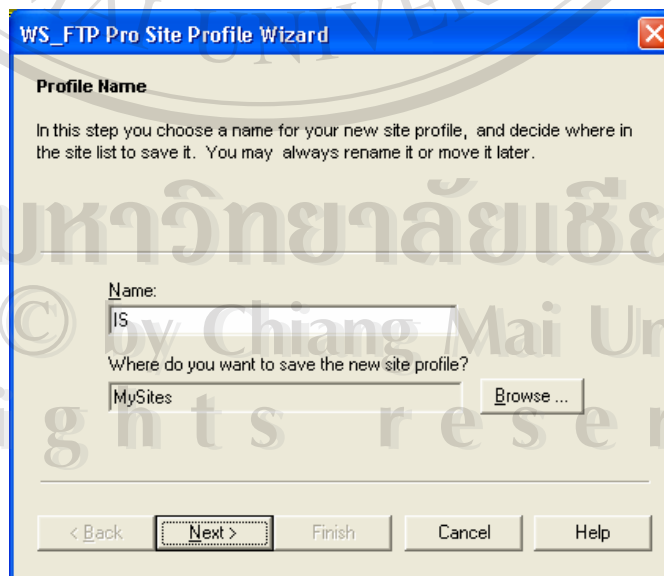 WS_FTP Pro Site Profile Wizard
Profile Name
In this step you choose a name for your new site profile, and decide where in
the site list to save it. You may always rename it or move it later.
Name:
IS
Where do you want to save the new site profile?
MySites
Browse ...
< Back
Next >
Finish
Cancel
Help
UNIVER
มหาวิทยาลัยเชีย
© by Chiang Mai Un
ights reser